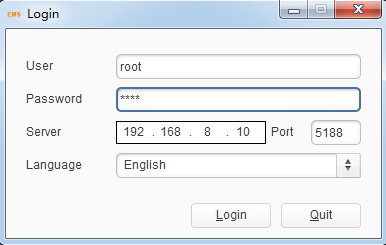 EMS Login
User root
Password ****
Server 192 . 168 . 8 . 10 Port 5188
Language English
Login Quit